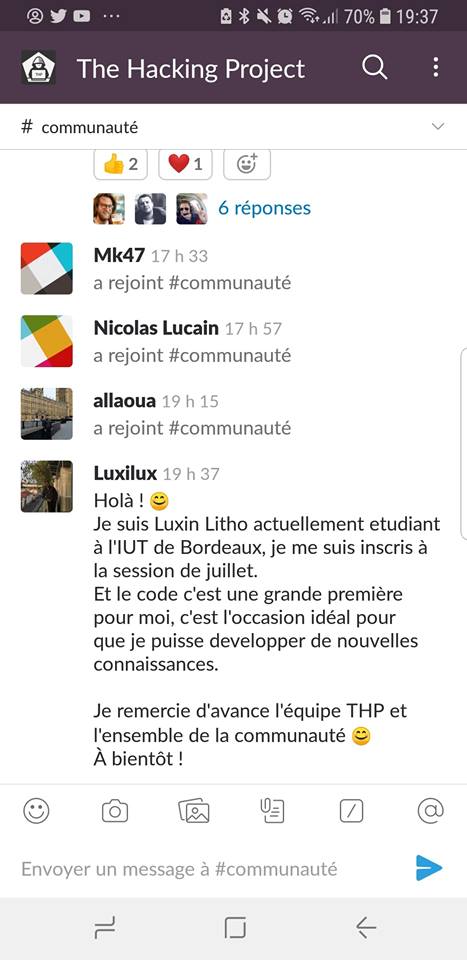 70% 19:37
The Hacking Project
# communauté
👍 2 ❤️ 1
6 réponses
Mk47 17 h 33
a rejoint #communauté
Nicolas Lucain 17 h 57
a rejoint #communauté
allaoua 19 h 15
a rejoint #communauté
Luxilux 19 h 37
Holà ! 😊
Je suis Luxin Litho actuellement etudiant
à l'IUT de Bordeaux, je me suis inscris à
la session de juillet.
Et le code c'est une grande première
pour moi, c'est l'occasion idéal pour
que je puisse developper de nouvelles
connaissances.
Je remercie d'avance l'équipe THP et
l'ensemble de la communauté 😊
À bientôt !
Envoyer un message à #communauté